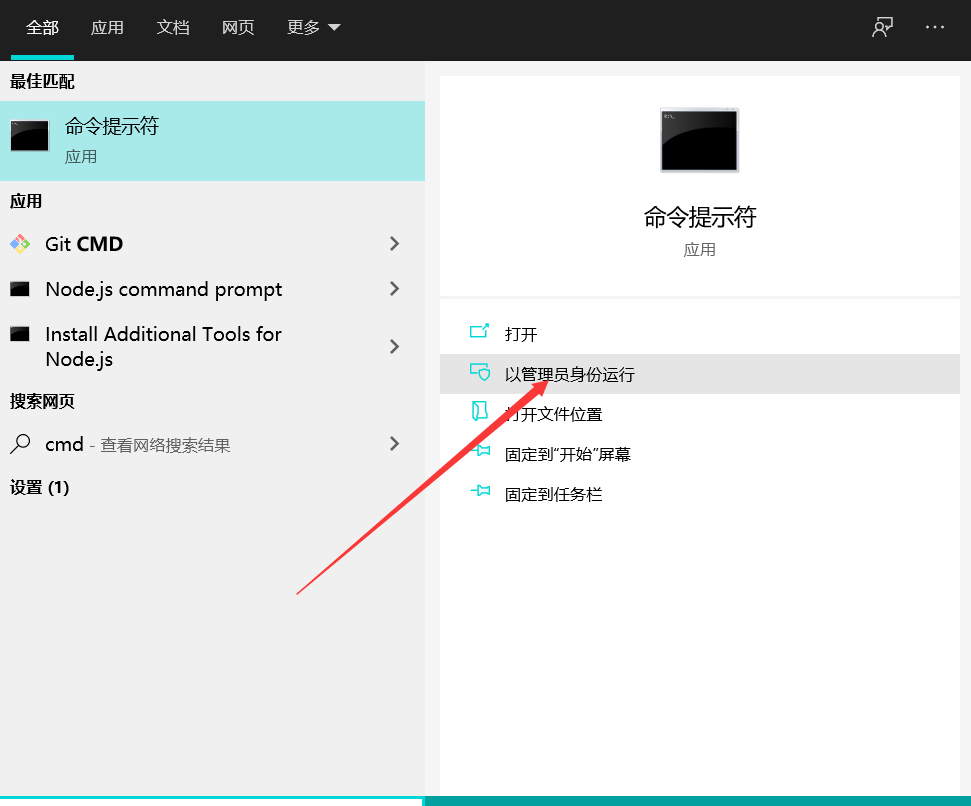 全部 应用 文档 网页 更多
最佳匹配
命令提示符
应用
应用
Git CMD
Node.js command prompt
Install Additional Tools for
Node.js
搜索网页
cmd - 查看网络搜索结果
设置 (1)
命令提示符
应用
打开
以管理员身份运行
打开文件位置
固定到"开始"屏幕
固定到任务栏